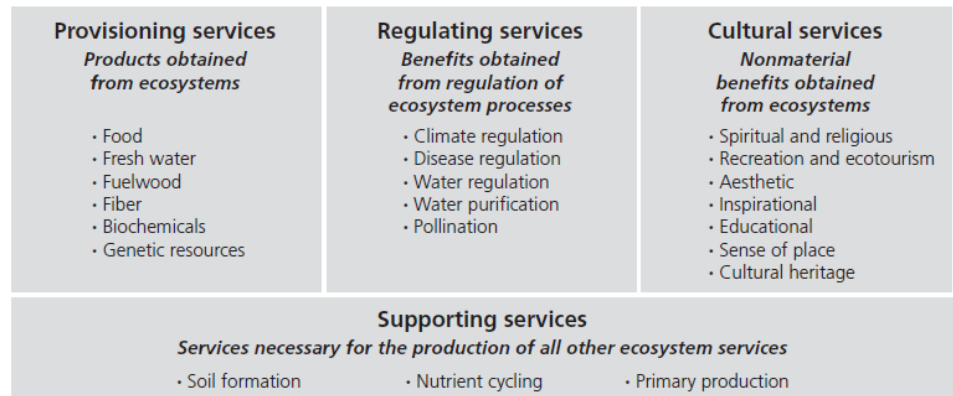 Provisioning services
Products obtained
from ecosystems
· Food
· Fresh water
· Fuelwood
· Fiber
· Biochemicals
· Genetic resources
Regulating services
Benefits obtained
from regulation of
ecosystem processes
· Climate regulation
· Disease regulation
· Water regulation
· Water purification
· Pollination
Cultural services
Nonmaterial
benefits obtained
from ecosystems
· Spiritual and religious
· Recreation and ecotourism
· Aesthetic
· Inspirational
· Educational
· Sense of place
· Cultural heritage
Supporting services
Services necessary for the production of all other ecosystem services
· Soil formation · Nutrient cycling · Primary production